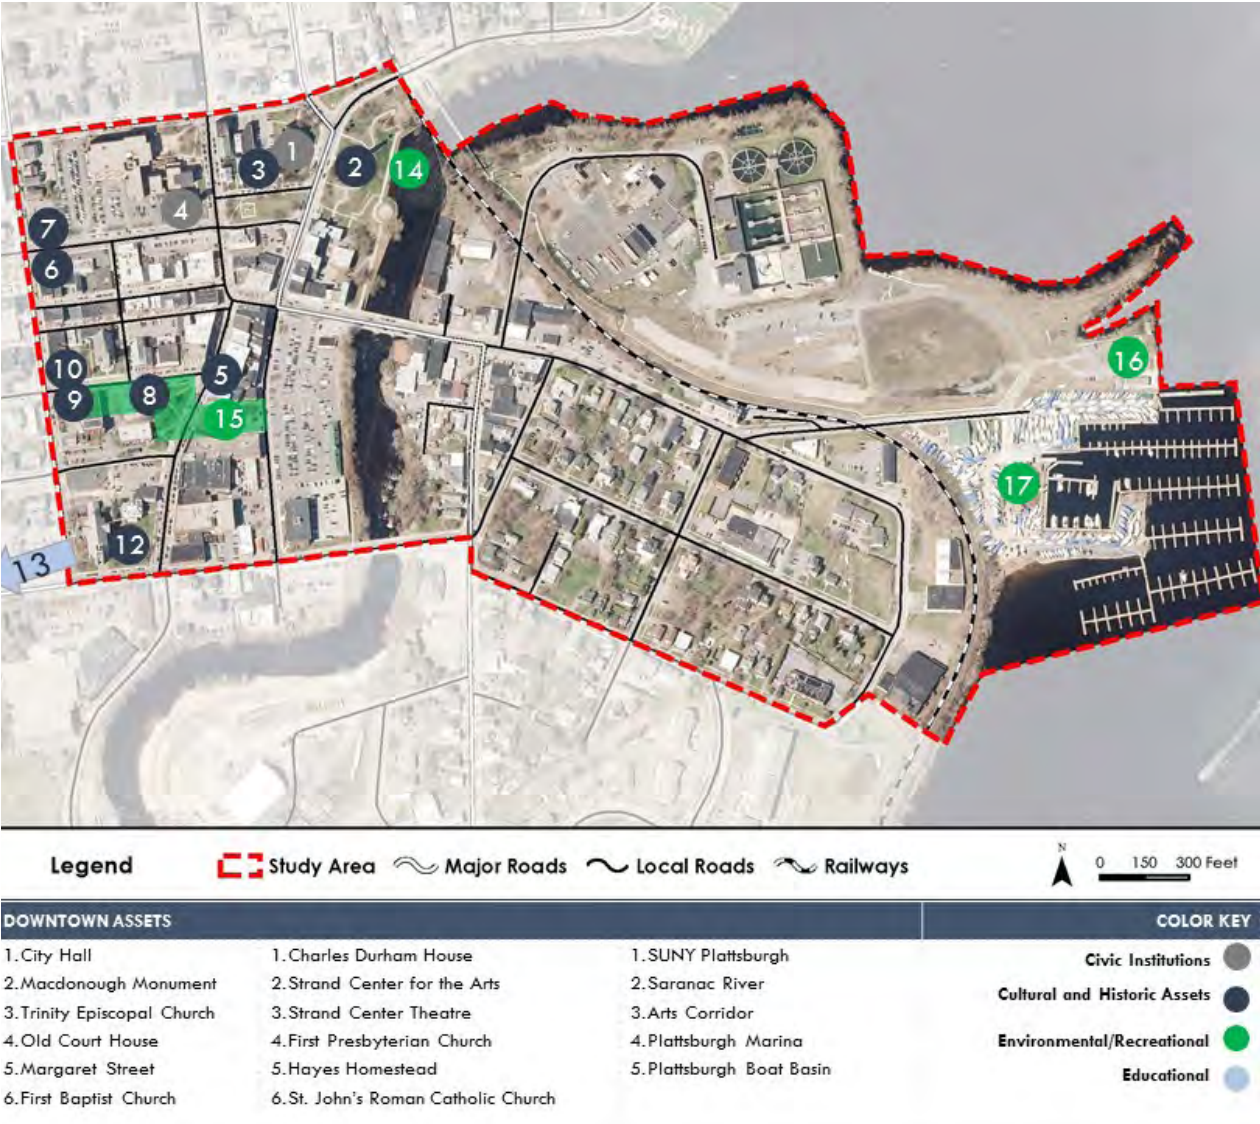 1
2
3
14
4
7
6
10
9
8
5
15
16
17
12
13
Legend
Study Area
Major Roads
Local Roads
Railways
N
0 150 300 Feet
DOWNTOWN ASSETS
COLOR KEY
1.City Hall
2.Macdonough Monument
3.Trinity Episcopal Church
4.Old Court House
5.Margaret Street
6.First Baptist Church
1.Charles Durham House
2.Strand Center for the Arts
3.Strand Center Theatre
4.First Presbyterian Church
5.Hayes Homestead
6.St. John's Roman Catholic Church
1.SUNY Plattsburgh
2.Saranac River
3.Arts Corridor
4.Plattsburgh Marina
5.Plattsburgh Boat Basin
Civic Institutions
Cultural and Historic Assets
Environmental/Recreational
Educational